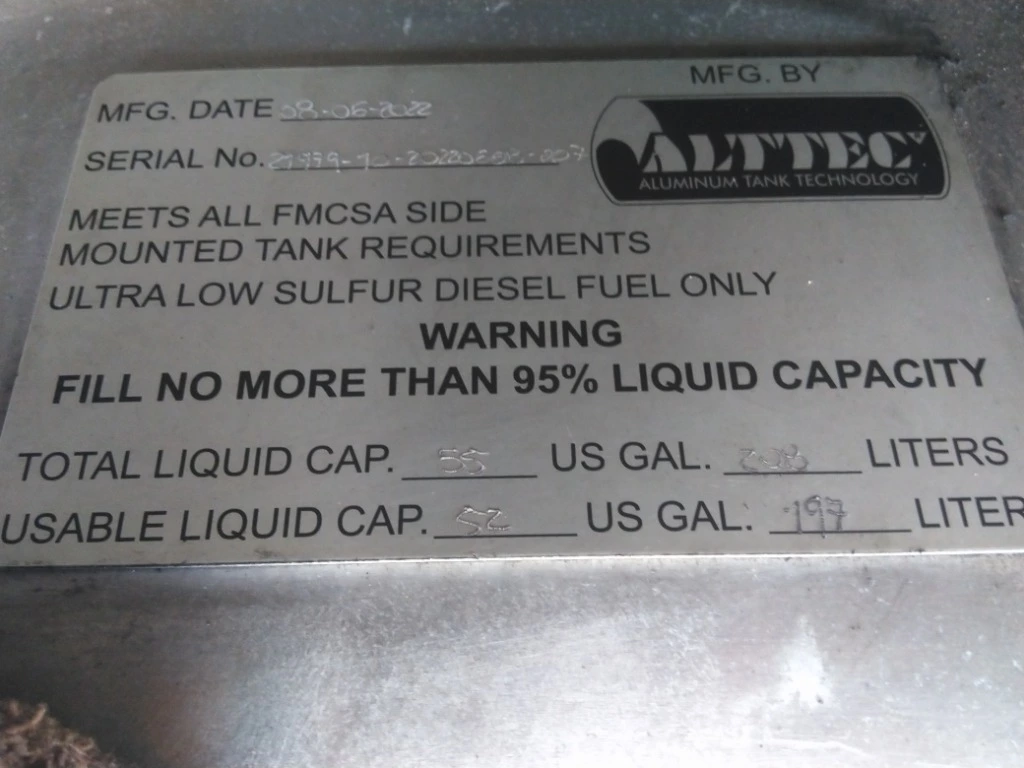 MFG. BY
MFG. DATE 08-06-2022
ALTTEC
SERIAL No.
ALUMINUM TANK TECHNOLOGY
MEETS ALL FMCSA SIDE
MOUNTED TANK REQUIREMENTS
ULTRA LOW SULFUR DIESEL FUEL ONLY
WARNING
FILL NO MORE THAN 95% LIQUID CAPACITY
TOTAL LIQUID CAP. 55 US GAL. 208 LITERS
USABLE LIQUID CAP. 52 US GAL. 197 LITER